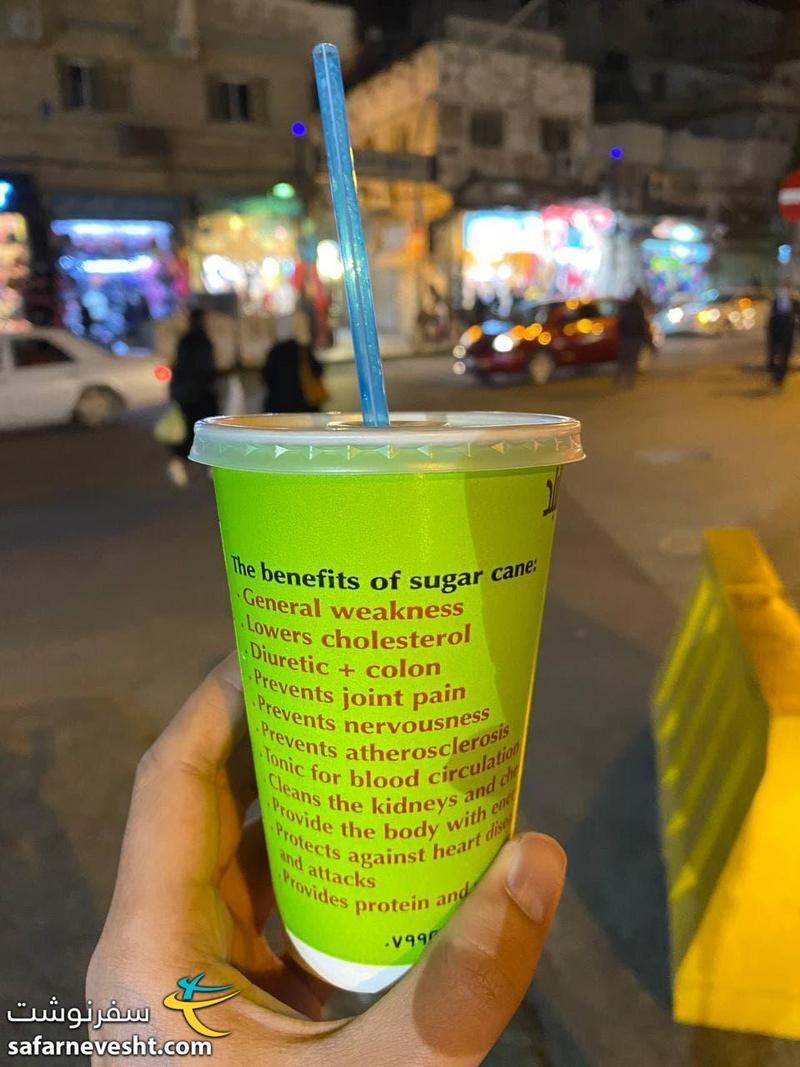 The benefits of sugar cane:
. General weakness
. Lowers cholesterol
. Diuretic + colon
. Prevents joint pain
. Prevents nervousness
. Prevents atherosclerosis
. Tonic for blood circulation
. Cleans the kidneys and
. Provide the body with
. Protects against heart
and attacks
. Provides protein and
سفرنوشت
safarnevesht.com